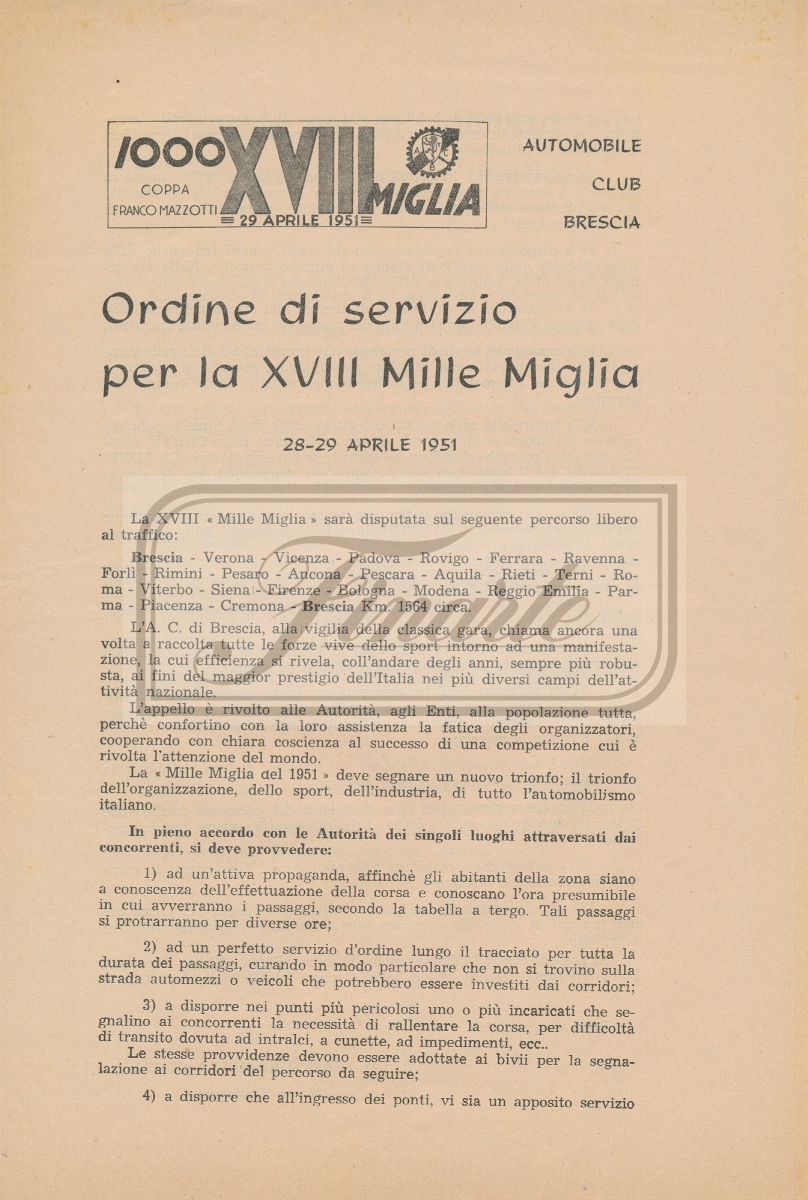 1000 XVIII MIGLIA
COPPA
FRANCO MAZZOTTI
29 APRILE 1951
A C
B
AUTOMOBILE
CLUB
BRESCIA
Ordine di servizio
per la XVIII Mille Miglia
28-29 APRILE 1951
La XVIII « Mille Miglia » sarà disputata sul seguente percorso libero
al traffico:
Brescia - Verona - Vicenza - Padova - Rovigo - Ferrara - Ravenna -
Forlì - Rimini - Pesaro - Ancona - Pescara - Aquila - Rieti - Terni - Ro-
ma - Viterbo - Siena - Firenze - Bologna - Modena - Reggio Emilia - Par-
ma - Piacenza - Cremona - Brescia Km. 1564 circa.
L'A. C. di Brescia, alla vigilia della classica gara, chiama ancora una
volta a raccolta tutte le forze vive dello sport intorno ad una manifesta-
zione, la cui efficienza si rivela, coll'andare degli anni, sempre più robu-
sta, ai fini del maggior prestigio dell'Italia nei più diversi campi dell'at-
tività nazionale.
L'appello è rivolto alle Autorità, agli Enti, alla popolazione tutta,
perchè confortino con la loro assistenza la fatica degli organizzatori,
cooperando con chiara coscienza al successo di una competizione cui è
rivolta l'attenzione del mondo.
La « Mille Miglia del 1951 » deve segnare un nuovo trionfo; il trionfo
dell'organizzazione, dello sport, dell'industria, di tutto l'automobilismo
italiano.
In pieno accordo con le Autorità dei singoli luoghi attraversati dai
concorrenti, si deve provvedere:
1) ad un'attiva propaganda, affinchè gli abitanti della zona siano
a conoscenza dell'effettuazione della corsa e conoscano l'ora presumibile
in cui avverranno i passaggi, secondo la tabella a tergo. Tali passaggi
si protrarranno per diverse ore;
2) ad un perfetto servizio d'ordine lungo il tracciato per tutta la
durata dei passaggi, curando in modo particolare che non si trovino sulla
strada automezzi o veicoli che potrebbero essere investiti dai corridori;
3) a disporre nei punti più pericolosi uno o più incaricati che se-
gnalino ai concorrenti la necessità di rallentare la corsa, per difficoltà
di transito dovuta ad intralci, a cunette, ad impedimenti, ecc..
Le stesse provvidenze devono essere adottate ai bivii per la segna-
lazione ai corridori del percorso da seguire;
4) a disporre che all'ingresso dei ponti, vi sia un apposito servizio
Finarte